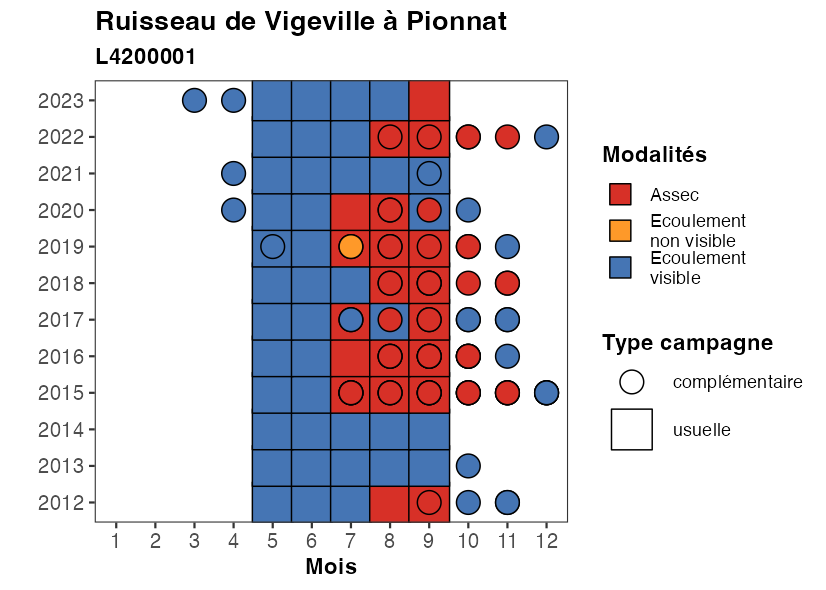 Ruisseau de Vigeville à Pionnat
L4200001
2023
2022
2021
2020
2019
2018
2017
2016
2015
2014
2013
2012
1 2 3 4 5 6 7 8 9 10 11 12
Mois
Modalités
Assec
Ecoulement
non visible
Ecoulement
visible
Type campagne
complémentaire
usuelle